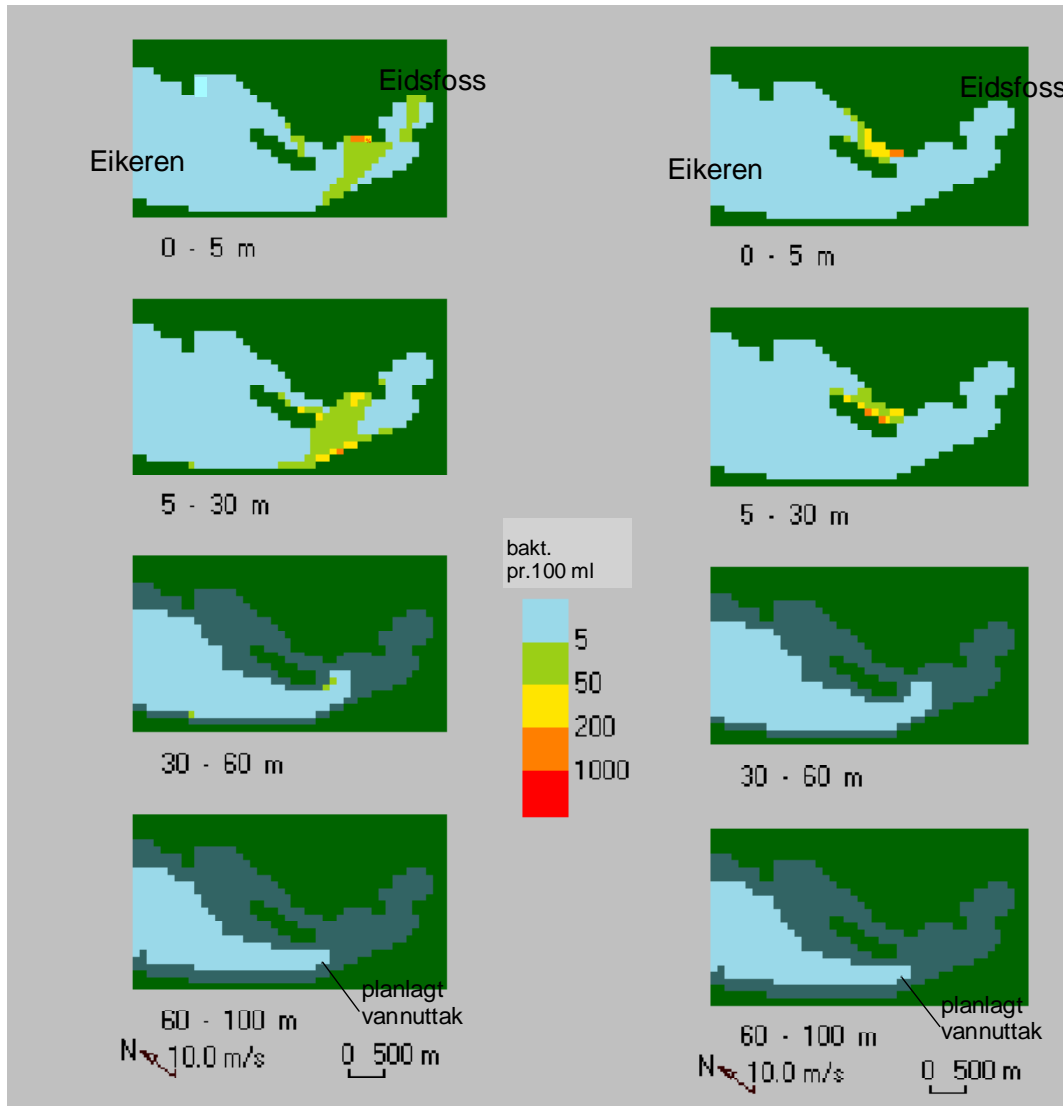 Eidsfoss
Eikeren
0 - 5 m
Eidsfoss
Eikeren
0 - 5 m
5 - 30 m
5 - 30 m
bakt.
pr.100 ml
5
50
200
1000
30 - 60 m
30 - 60 m
planlagt
vannuttak
60 - 100 m
N 10.0 m/s
0 500 m
planlagt
vannuttak
60 - 100 m
N 10.0 m/s
0 500 m